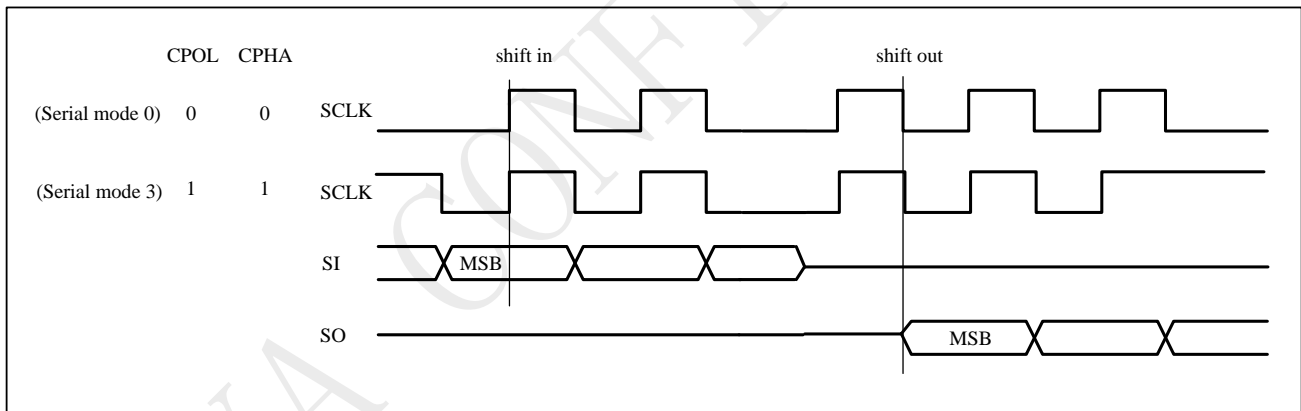 CPOL CPHA shift in shift out
(Serial mode 0) 0 0 SCLK
(Serial mode 3) 1 1 SCLK
SI MSB
SO MSB